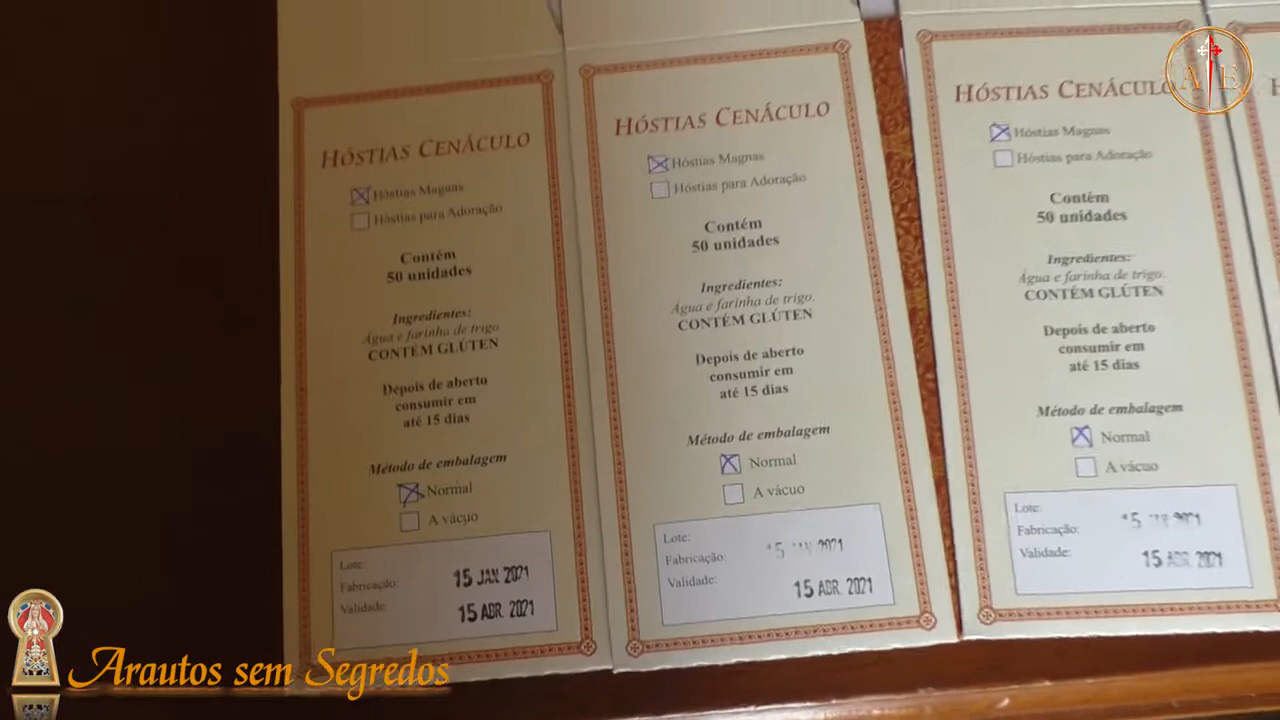 HÓSTIAS CENÁCULO
Hóstias Magnas
Hóstias para Adoração
Contém
50 unidades
Ingredientes:
Água e farinha de trigo.
CONTÉM GLÚTEN
Depois de aberto
consumir em
até 15 dias
Método de embalagem
Normal
A vácuo
Lote:
Fabricação: 15 JAN 2021
Validade: 15 ABR. 2021
HÓSTIAS CENÁCULO
Hóstias Magnas
Hóstias para Adoração
Contém
50 unidades
Ingredientes:
Água e farinha de trigo.
CONTÉM GLÚTEN
Depois de aberto
consumir em
até 15 dias
Método de embalagem
Normal
A vácuo
Lote:
Fabricação: 15 JAN 2021
Validade: 15 ABR. 2021
HÓSTIAS CENÁCULO
Hóstias Magnas
Hóstias para Adoração
Contém
50 unidades
Ingredientes:
Água e farinha de trigo.
CONTÉM GLÚTEN
Depois de aberto
consumir em
até 15 dias
Método de embalagem
Normal
A vácuo
Lote:
Fabricação: 15 JAN 2021
Validade: 15 ABR. 2021
A E
Arautos sem Segredos